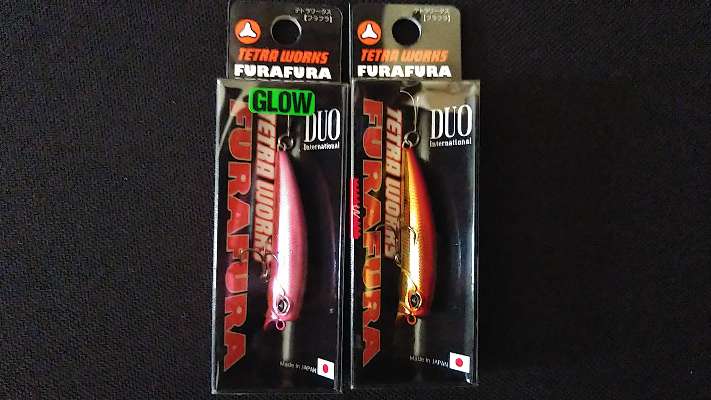 テトラワークス
【フラフラ】
TETRA WORKS
FURAFURA
GLOW
DUO
International
TETRA WORKS
FURAFURA
Made in JAPAN
テトラワークス
【フラフラ】
TETRA WORKS
FURAFURA
DUO
International
TETRA WORKS
FURAFURA
UV
Made in JAPAN